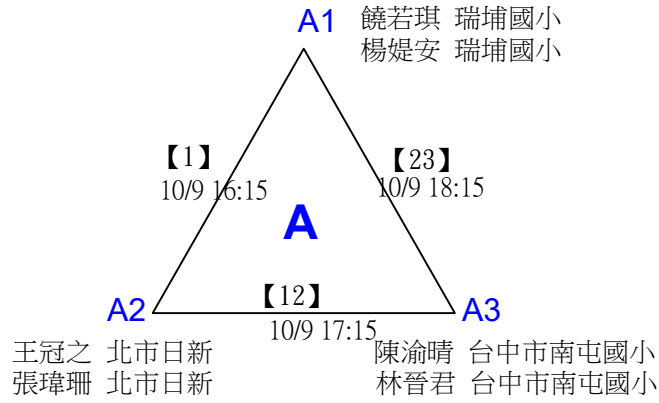 A1 饒若琪 瑞埔國小
楊媞安 瑞埔國小
【1】
10/9 16:15
【23】
10/9 18:15
A
A2 【12】 A3
10/9 17:15
王冠之 北市日新 陳渝晴 台中市南屯國小
張瑋珊 北市日新 林晉君 台中市南屯國小